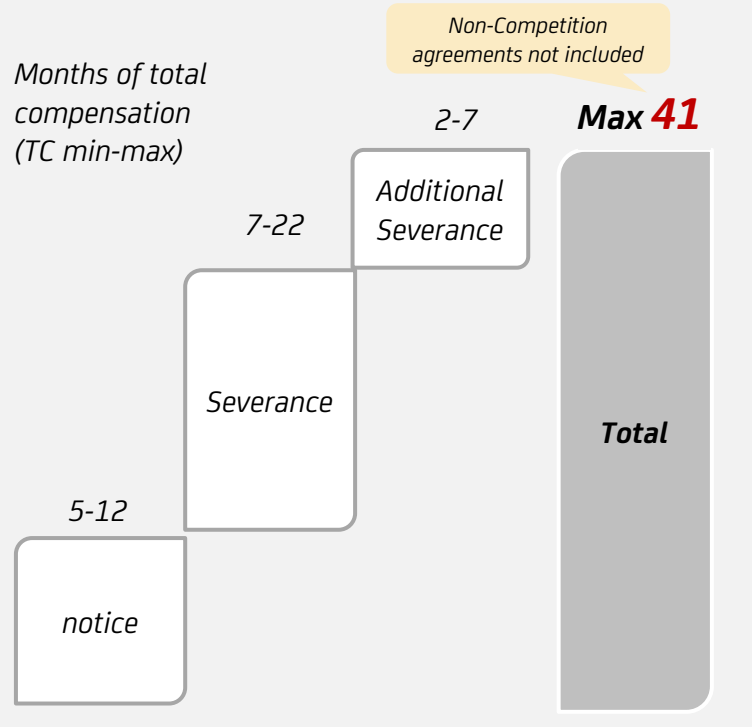 Non-Competition
agreements not included
Months of total
compensation
(TC min-max)
2-7
Max 41
Additional
Severance
7-22
Severance
Total
5-12
notice